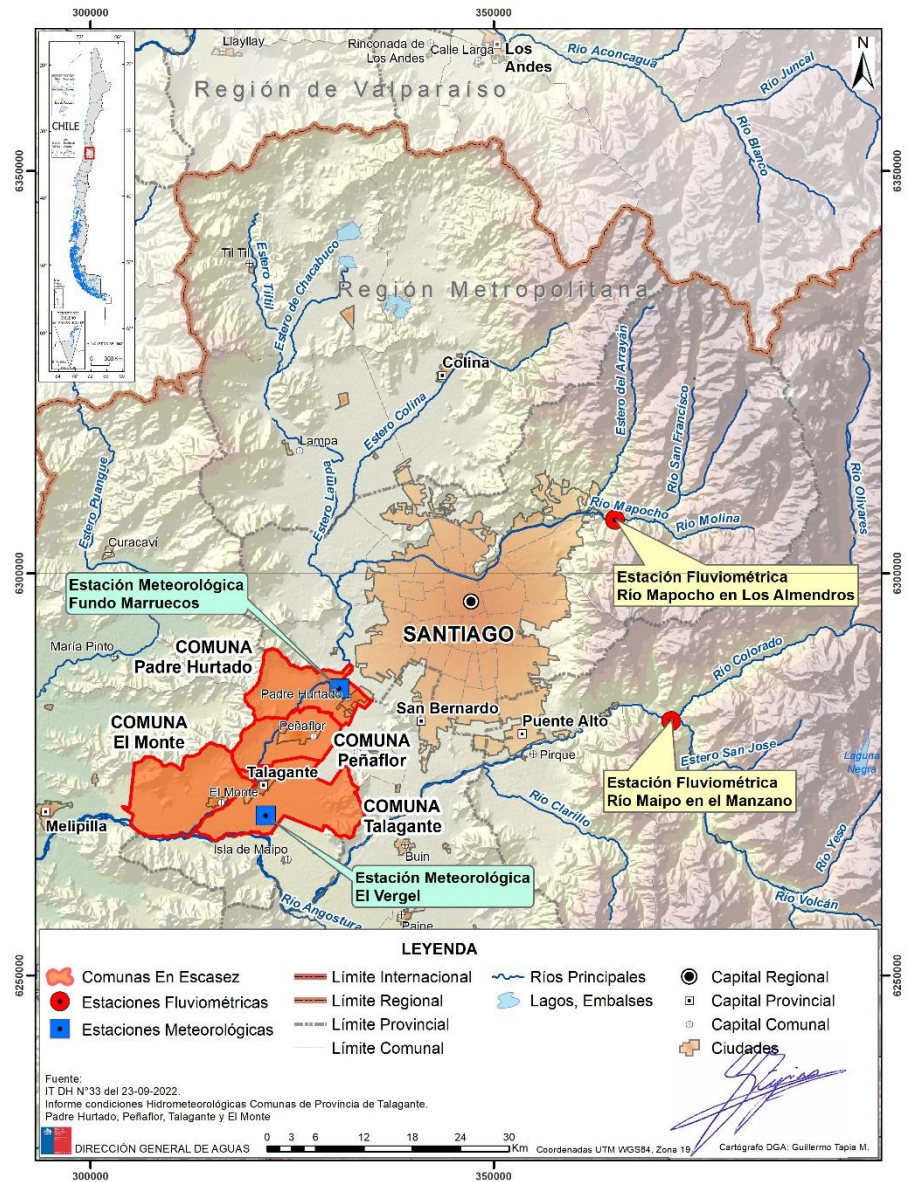 300000
350000
Llayllay
Rinconada de
Los Andes
Calle Larga
Los
Andes
Río Aconcagua
Río Juncal
N
Región de Valparaíso
CHILE
Río Blanco
6350000
6350000
0 300 Km
Til Til
Estero Tiltil
Estero de Chacabuco
Región Metropolitana
Colina
Estero del Arrayán
Río San Francisco
Estero Colina
Lampa
Estero Lampa
Estero Puangue
Río Mapocho
Río Molina
Río Olivares
Curacaví
6300000
6300000
Estación Meteorológica
Fundo Marruecos
Estación Fluviométrica
Río Mapocho en Los Almendros
SANTIAGO
María Pinto
COMUNA
Padre Hurtado
Río Colorado
Padre Hurtado
San Bernardo
Puente Alto
COMUNA
El Monte
Peñaflor
COMUNA
Peñaflor
Pirque
Estero San Jose
Laguna
Negra
Talagante
El Monte
Estación Fluviométrica
Río Maipo en el Manzano
Melipilla
COMUNA
Talagante
Río Clarillo
Isla de Maipo
Buin
Río Yeso
Estación Meteorológica
El Vergel
Río Volcán
Río Angostura
Paine
LEYENDA
6250000
6250000
Comunas En Escasez
Límite Internacional
Ríos Principales
Capital Regional
Estaciones Fluviométricas
Límite Regional
Lagos, Embalses
Capital Provincial
Estaciones Meteorológicas
Límite Provincial
Capital Comunal
Límite Comunal
Ciudades
Fuente:
IT DH N°33 del 23-09-2022.
Informe condiciones Hidrometeorológicas Comunas de Provincia de Talagante.
Padre Hurtado, Peñaflor, Talagante y El Monte
DIRECCIÓN GENERAL DE AGUAS
0 3 6 12 18 24 30
Km
Coordenadas UTM WGS84, Zona 19
Cartógrafo DGA: Guillermo Tapia M.
300000
350000